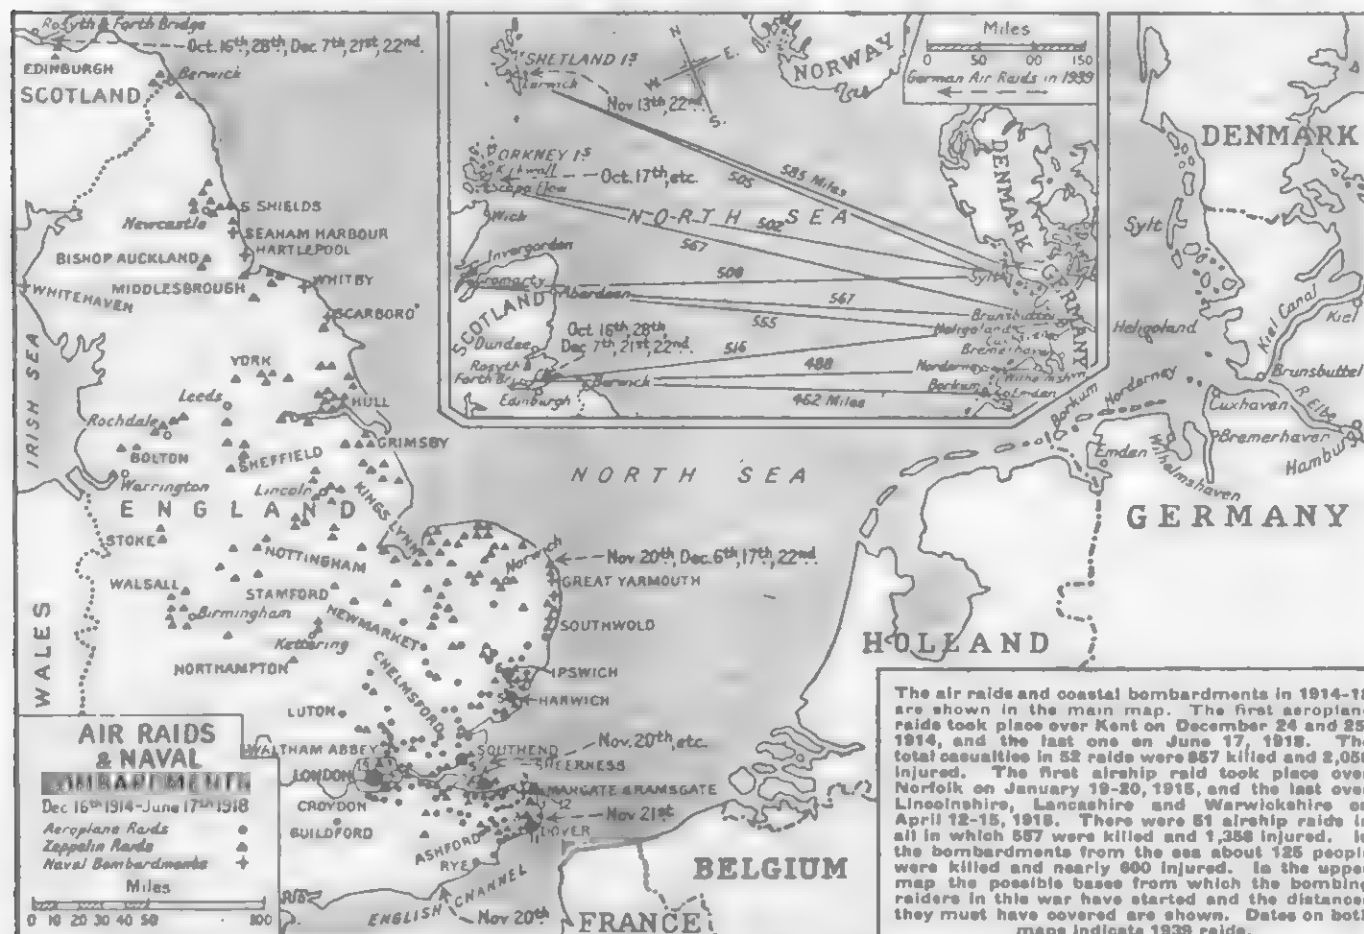 Rosyth & Forth Bridge
Oct. 16th, 28th, Dec 7th, 21st, 22nd.
EDINBURGH
Berwick
SCOTLAND
Newcastle
S SHIELDS
SEAHAM HARBOUR
HARTLEPOOL
BISHOP AUCKLAND
MIDDLESBROUGH
WHITBY
WHITEHAVEN
SCARBORO'
IRISH SEA
YORK
Leeds
HULL
Rochdale
GRIMSBY
BOLTON
SHEFFIELD
Warrington
Lincoln
ENGLAND
KINGS LYNN
STOKE
NOTTINGHAM
Norwich
Nov 20th, Dec. 6th, 17th, 22nd.
WALSALL
STAMFORD
GREAT YARMOUTH
Birmingham
NEWMARKET
SOUTHWOLD
WALES
Kettering
NORTHAMPTON
CHELMSFORD
IPSWICH
HARWICH
LUTON
WALTHAM ABBEY
SOUTHEND
Nov. 20th, etc.
SHEERNESS
LONDON
MARGATE & RAMSGATE
12
CROYDON
Nov 21st
GUILDFORD
DOVER
ASHFORD
RYE
ENGLISH CHANNEL
Nov 20th
FRANCE
BELGIUM
HOLLAND
NORTH SEA
GERMANY
DENMARK
Sylt
Heligoland
Kiel Canal
Kiel
Brunsbuttel
R Elbe
Cuxhaven
Bremerhaven
Hamburg
Borkum
Norderney
Emden
Wilhelmshaven
SHETLAND IS
Lerwick
Nov 13th, 22nd.
N
W
E.
S.
NORWAY
Miles
0 50 100 150
German Air Raids in 1939
ORKNEY IS
Kirkwall
Scapa Flow
Oct. 17th, etc.
585 Miles
505
NORTH SEA
502
567
DENMARK
Wick
Invergordon
Cromarty
508
Sylt
GERMANY
SCOTLAND
Aberdeen
567
555
Brunsbuttel
Heligoland
Cuxhaven
Bremerhaven
Oct 16th, 28th,
Dec 7th, 21st, 22nd.
Dundee
516
Rosyth
488
Norderney
Wilhelmshvn
Forth Br.
Berwick
Borkum
Emden
Edinburgh
462 Miles
AIR RAIDS
& NAVAL
BOMBARDMENTS
Dec 16th 1914-June 17th 1918
Aeroplane Raids
Zeppelin Raids
Naval Bombardments
Miles
0 10 20 30 40 50 100
The air raids and coastal bombardments in 1914-18
are shown in the main map. The first aeroplane
raids took place over Kent on December 24 and 25,
1914, and the last one on June 17, 1918. The
total casualties in 52 raids were 857 killed and 2,058
injured. The first airship raid took place over
Norfolk on January 19-20, 1915, and the last over
Lincolnshire, Lancashire and Warwickshire on
April 12-15, 1918. There were 51 airship raids in
all in which 557 were killed and 1,358 injured. In
the bombardments from the sea about 125 people
were killed and nearly 600 injured. In the upper
map the possible bases from which the bombing
raiders in this war have started and the distances
they must have covered are shown. Dates on both
maps indicate 1939 raids.